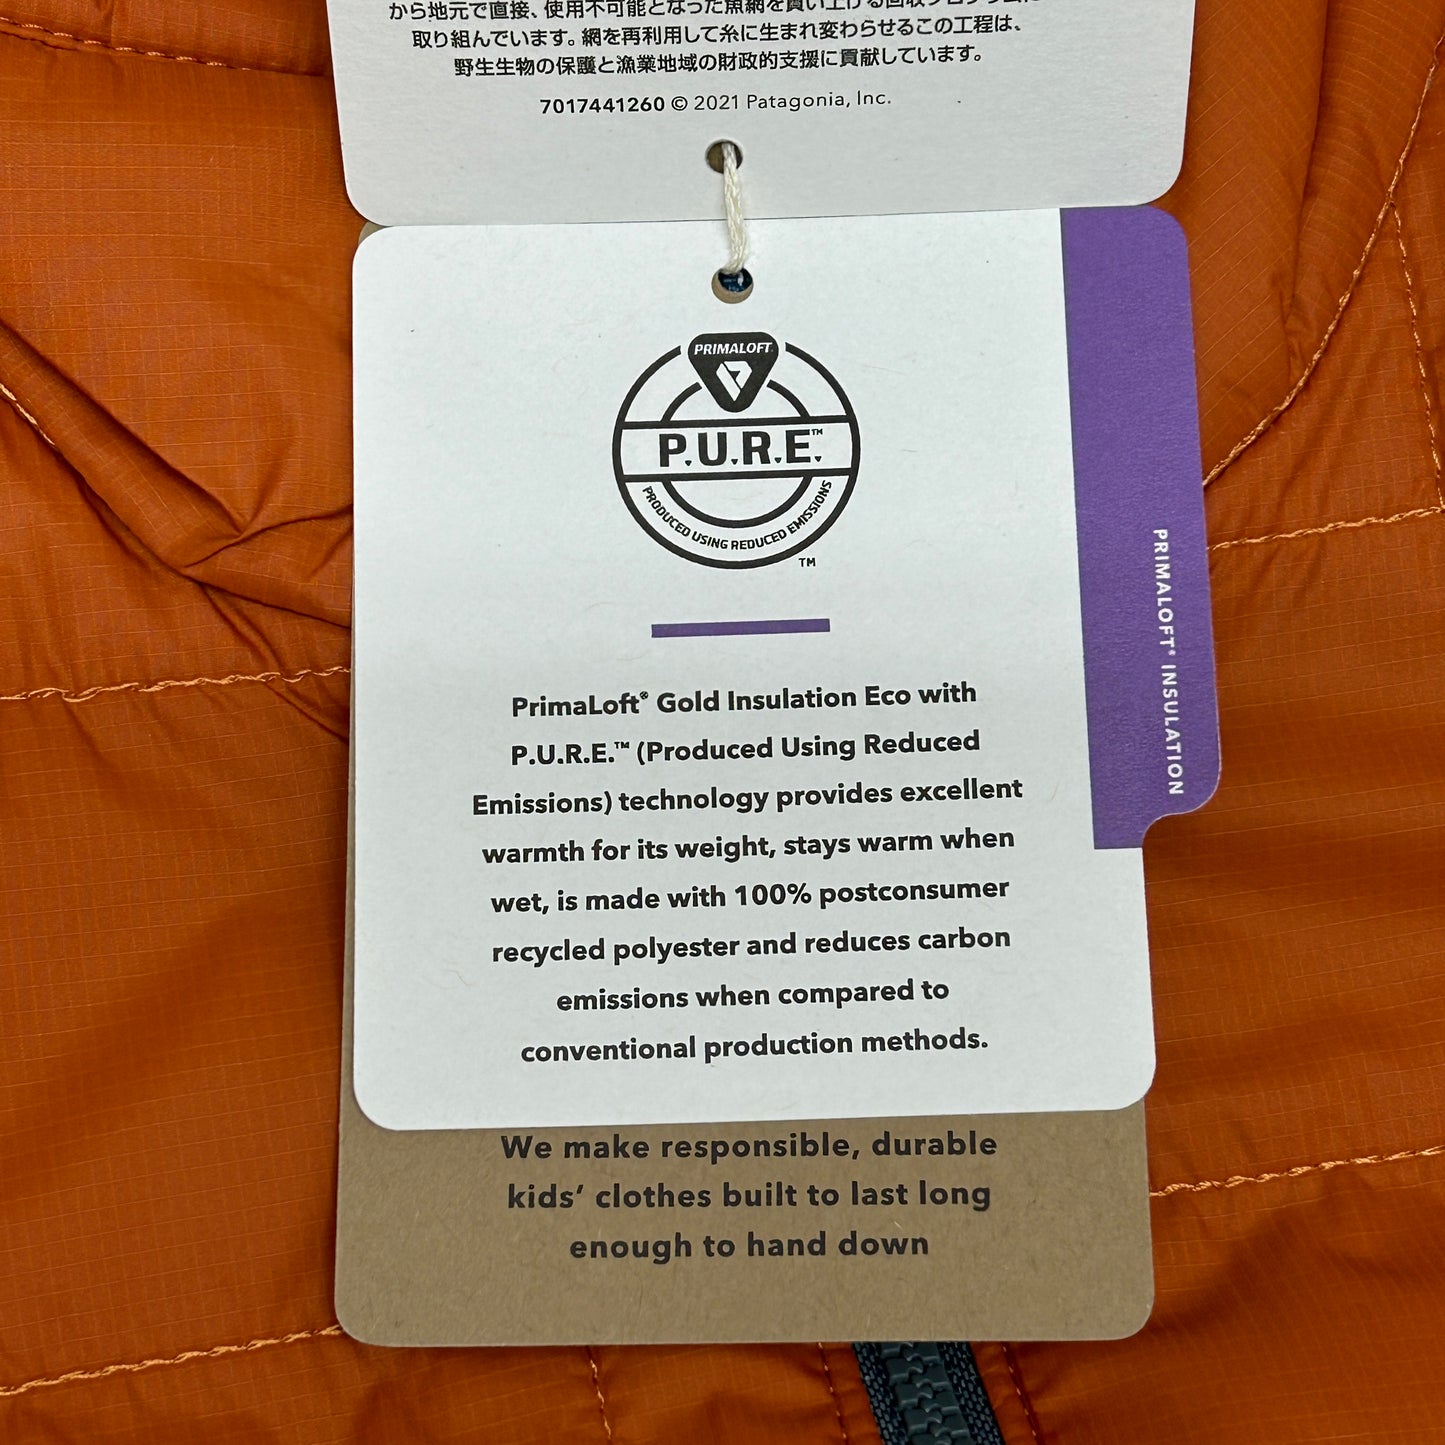 から地元で直接、使用不可能となった魚網を買い上げる回収プログラムに
取り組んでいます。網を再利用して糸に生まれ変わらせるこの工程は、
野生生物の保護と漁業地域の財政的支援に貢献しています。
7017441260 © 2021 Patagonia, Inc.
PRIMALOFT
P.U.R.E.™
PRODUCED USING REDUCED EMISSIONS
™
PrimaLoft® Gold Insulation Eco with
P.U.R.E.™ (Produced Using Reduced
Emissions) technology provides excellent
warmth for its weight, stays warm when
wet, is made with 100% postconsumer
recycled polyester and reduces carbon
emissions when compared to
conventional production methods.
PRIMALOFT® INSULATION
We make responsible, durable
kids’ clothes built to last long
enough to hand down